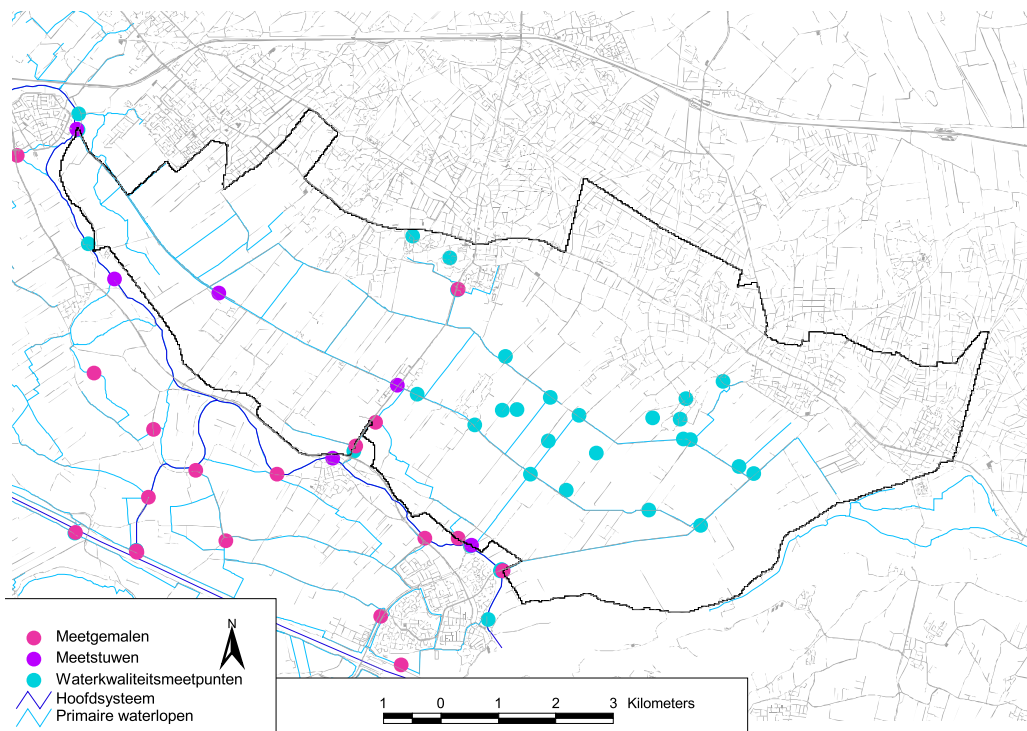 N
Meetgemalen
Meetstuwen
Waterkwaliteitsmeetpunten
Hoofdsysteem
Primaire waterlopen
1 0 1 2 3 Kilometers